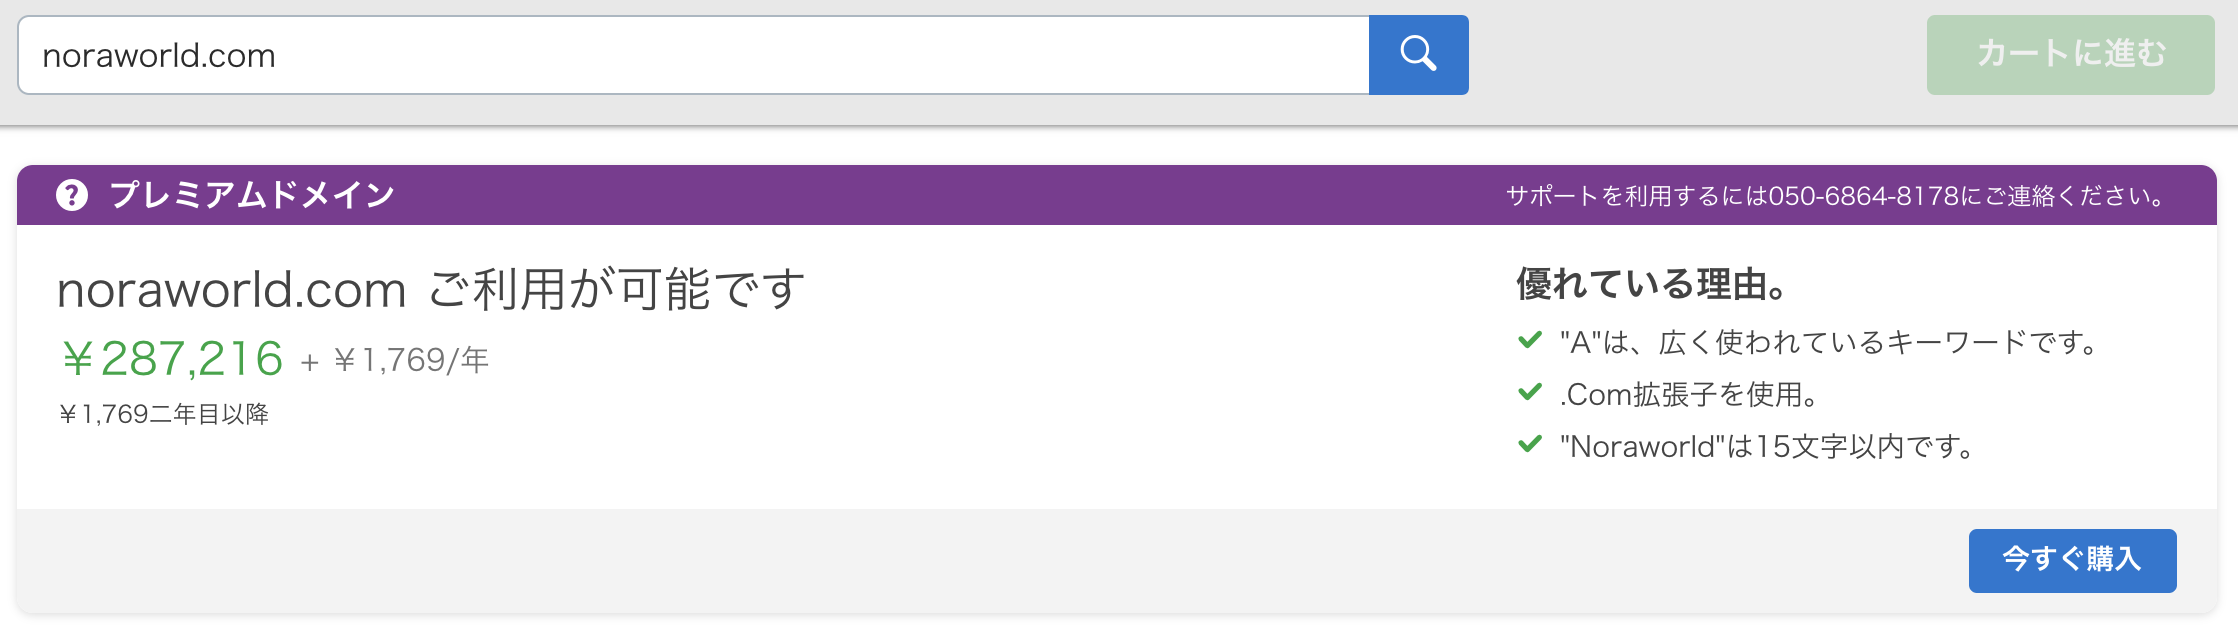 noraworld.com
カートに進む
? プレミアムドメイン
サポートを利用するには050-6864-8178にご連絡ください。
noraworld.com ご利用が可能です
¥287,216 + ¥1,769/年
¥1,769二年目以降
優れている理由。
"A"は、広く使われているキーワードです。
.Com拡張子を使用。
"Noraworld"は15文字以内です。
今すぐ購入